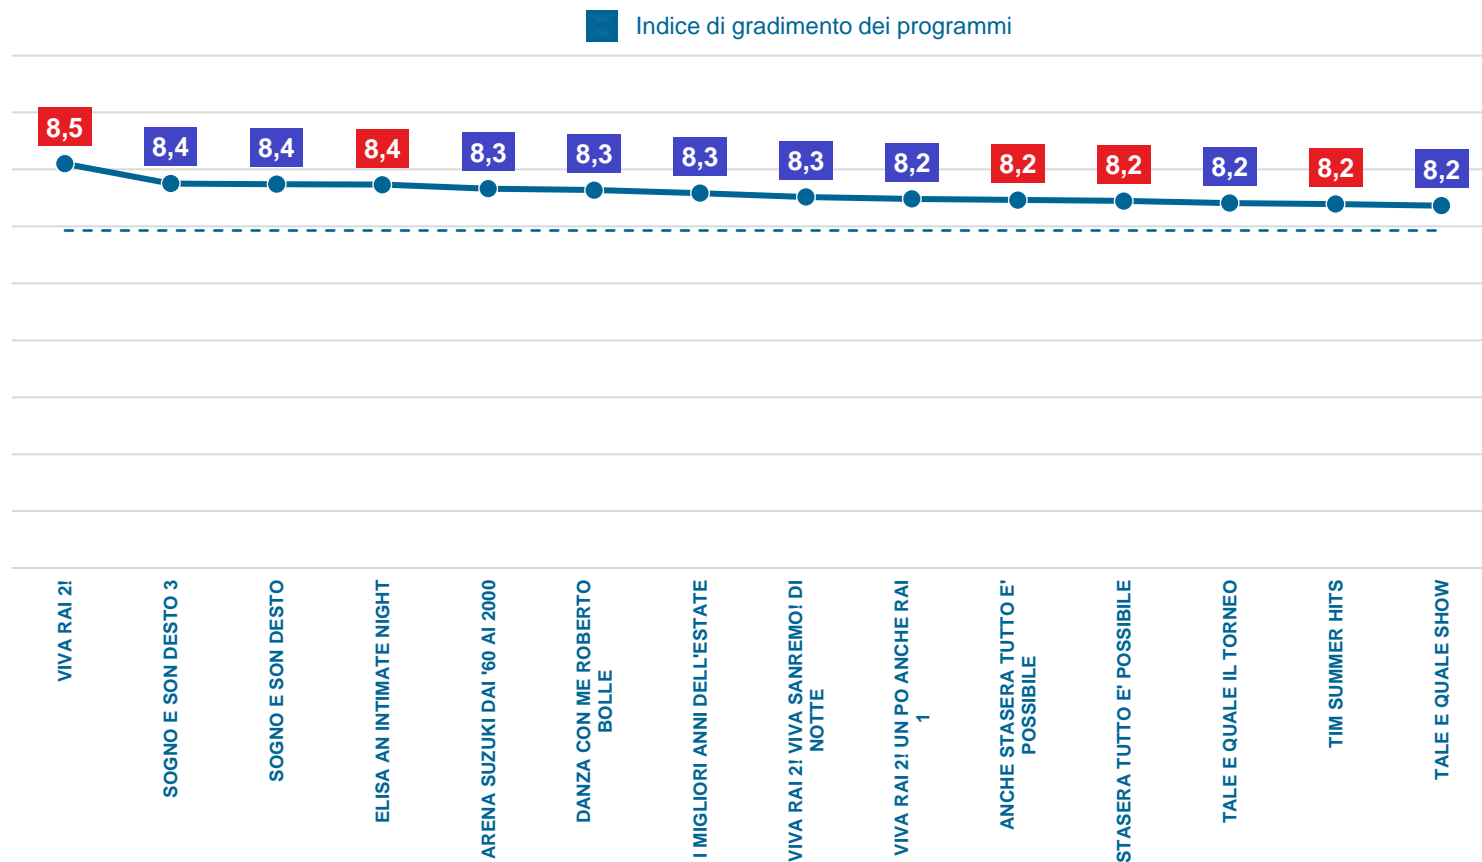 Indice di gradimento dei programmi
8,5
8,4
8,4
8,4
8,3
8,3
8,3
8,3
8,2
8,2
8,2
8,2
8,2
8,2
VIVA RAI 2!
SOGNO E SON DESTO 3
SOGNO E SON DESTO
ELISA AN INTIMATE NIGHT
ARENA SUZUKI DAI '60 AI 2000
DANZA CON ME ROBERTO
BOLLE
I MIGLIORI ANNI DELL'ESTATE
VIVA RAI 2! VIVA SANREMO! DI
NOTTE
VIVA RAI 2! UN PO ANCHE RAI
1
ANCHE STASERA TUTTO E'
POSSIBILE
STASERA TUTTO E' POSSIBILE
TALE E QUALE IL TORNEO
TIM SUMMER HITS
TALE E QUALE SHOW